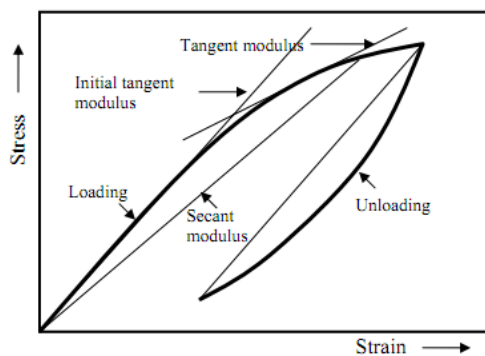 Tangent modulus
Initial tangent
modulus
Stress
Loading
Secant
modulus
Unloading
Strain